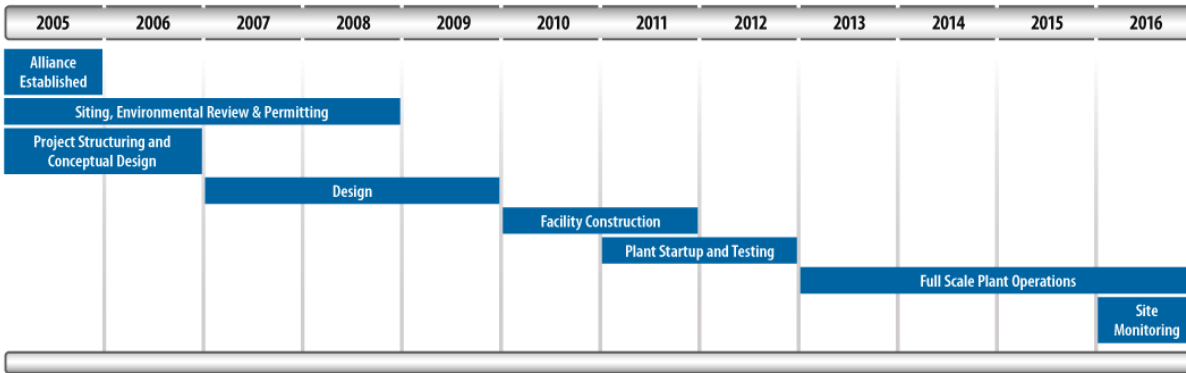 2005 2006 2007 2008 2009 2010 2011 2012 2013 2014 2015 2016
Alliance
Established
Siting, Environmental Review & Permitting
Project Structuring and
Conceptual Design
Design
Facility Construction
Plant Startup and Testing
Full Scale Plant Operations
Site
Monitoring